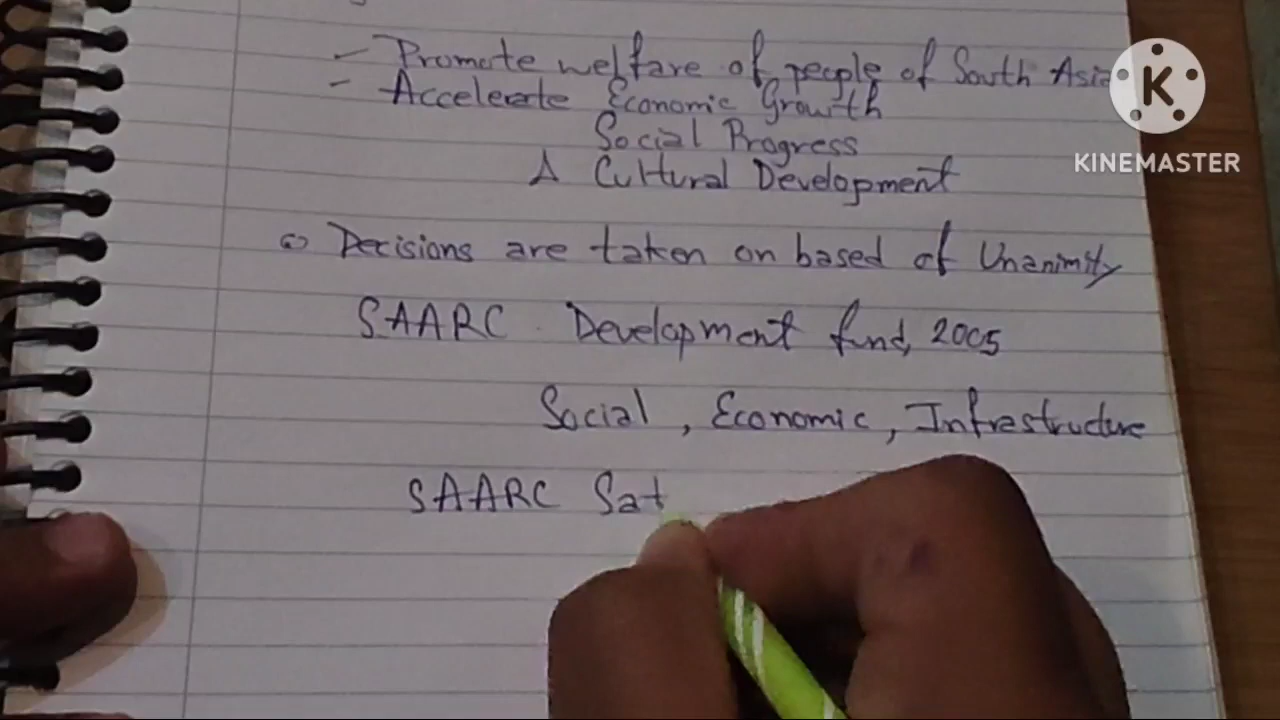 - Promote welfare of people of South Asia
- Accelerate Economic Growth
Social Progress
& Cultural Development
Decisions are taken on based of Unanimity
SAARC Development fund, 2005
Social, Economic, Infrastructure
SAARC Sat
K
KINEMASTER